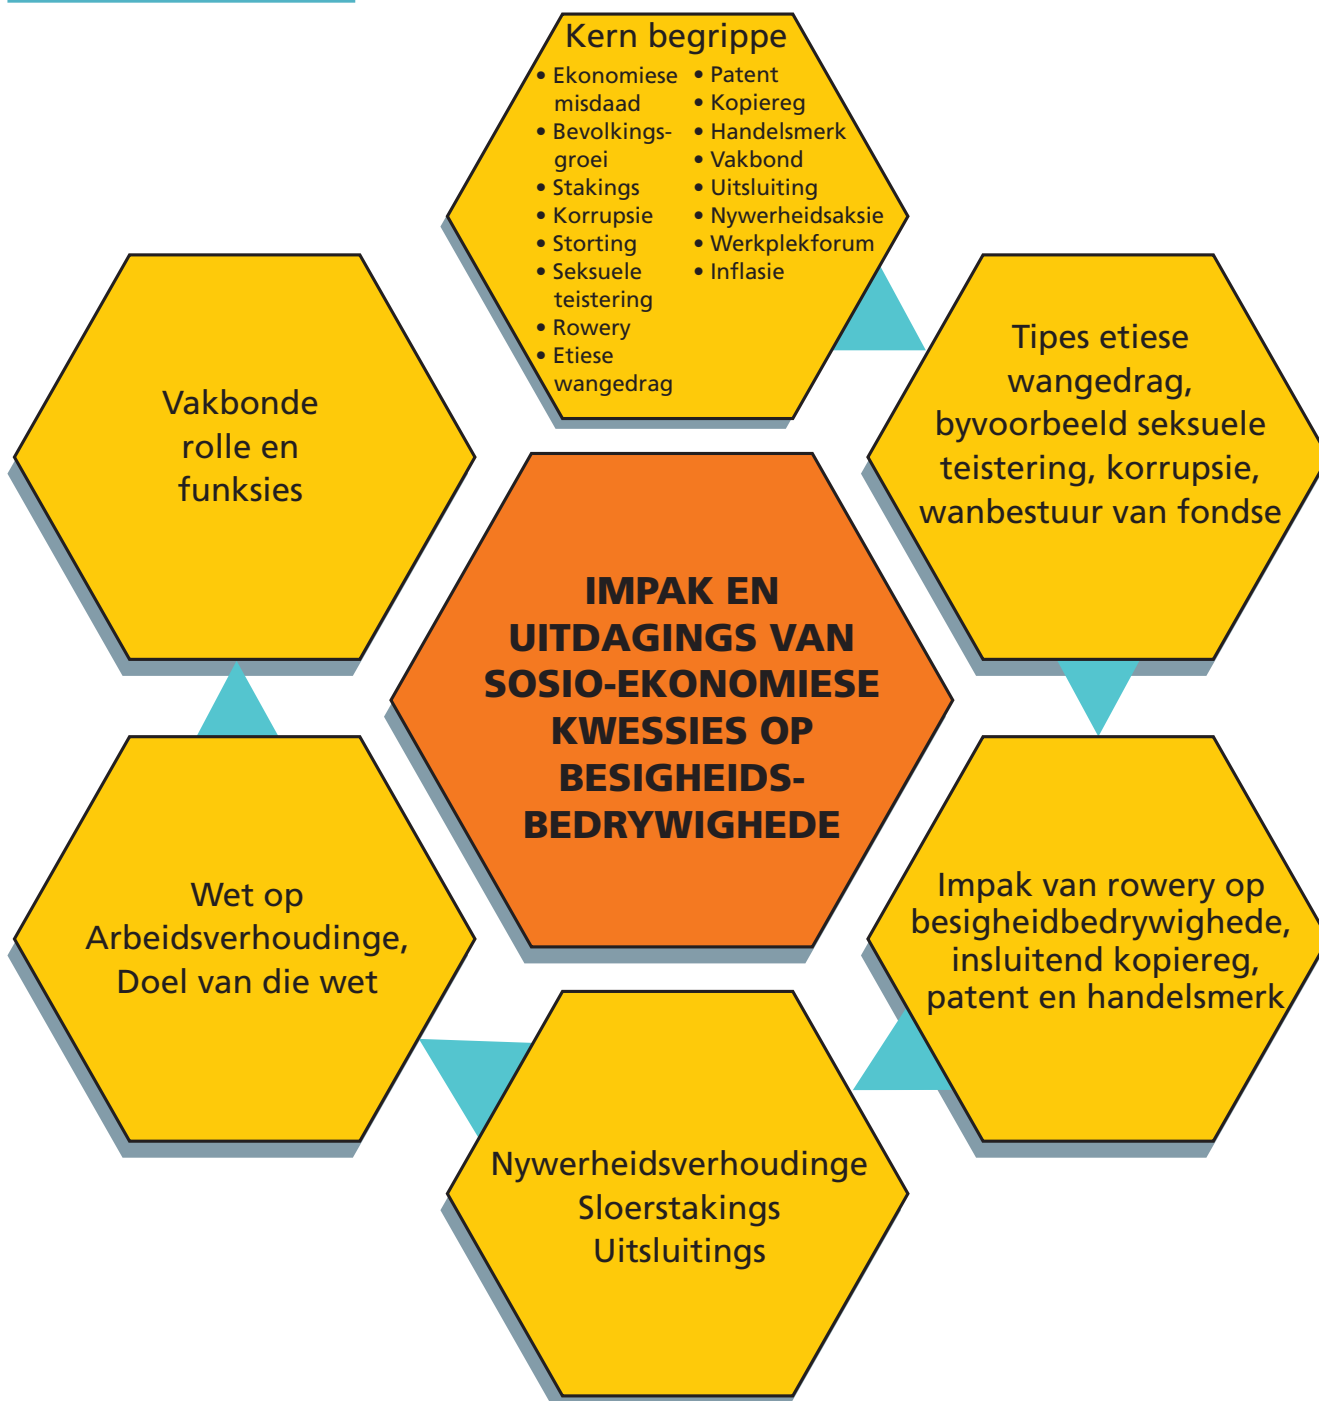 Kern begrippe
• Ekonomiese
misdaad
• Bevolkings-
groei
• Stakings
• Korrupsie
• Storting
• Seksuele
teistering
• Rowery
• Etiese
wangedrag
• Patent
• Kopiereg
• Handelsmerk
• Vakbond
• Uitsluiting
• Nywerheidsaksie
• Werkplekforum
• Inflasie
Tipes etiese
wangedrag,
byvoorbeeld seksuele
teistering, korrupsie,
wanbestuur van fondse
Impak van rowery op
besigheidbedrywighede,
insluitend kopiereg,
patent en handelsmerk
Nywerheidsverhoudinge
Sloerstakings
Uitsluitings
Wet op
Arbeidsverhoudinge,
Doel van die wet
Vakbonde
rolle en
funksies
IMPAK EN
UITDAGINGS VAN
SOSIO-EKONOMIESE
KWESSIES OP
BESIGHEIDS-
BEDRYWIGHEDE